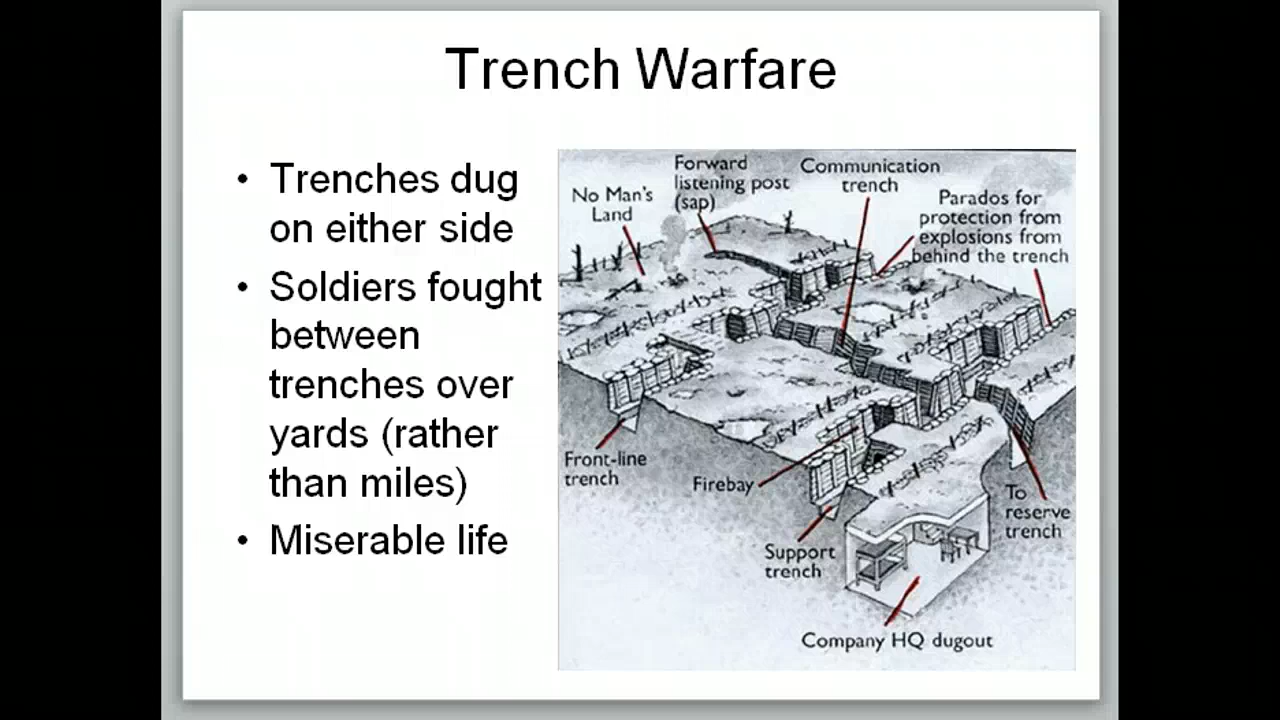 Trench Warfare
• Trenches dug
on either side
• Soldiers fought
between
trenches over
yards (rather
than miles)
• Miserable life
No Man's
Land
Forward
listening post
(sap)
Communication
trench
Parados for
protection from
explosions from
behind the trench
Front-line
trench
Firebay
Support
trench
To
reserve
trench
Company HQ dugout